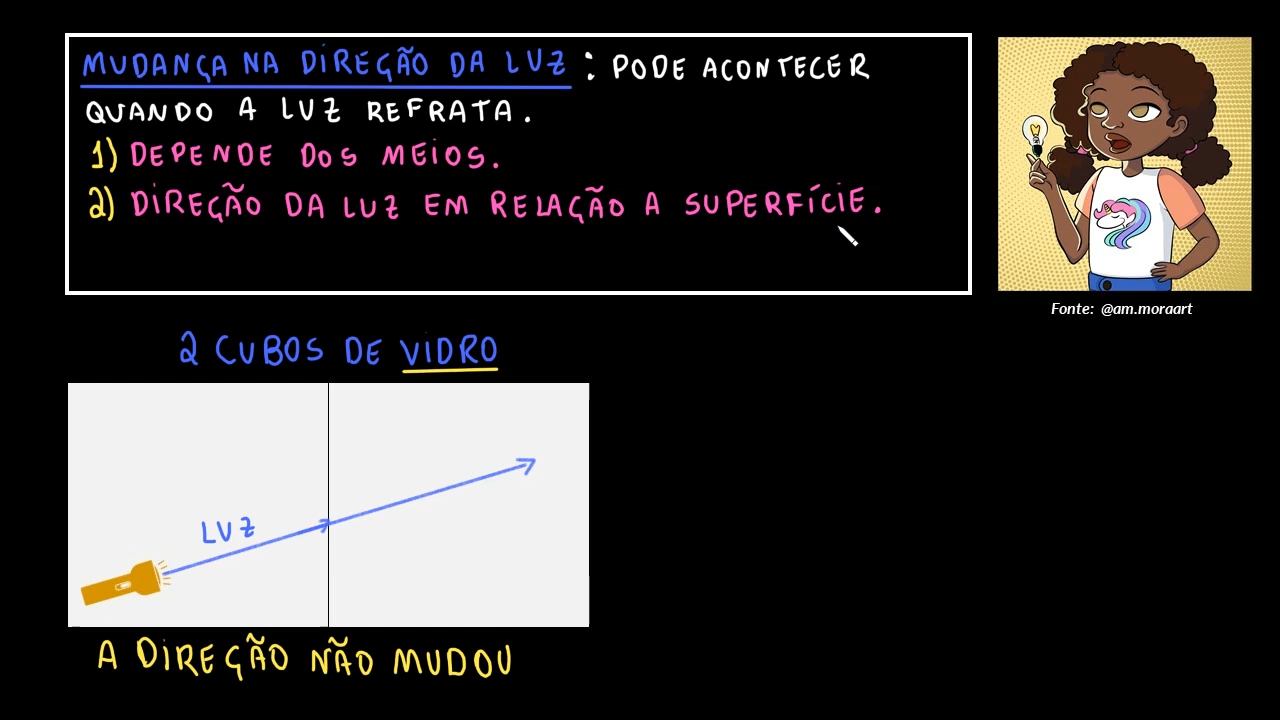 MUDANÇA NA DIREÇÃO DA LUZ : PODE ACONTECER
QUANDO A LUZ REFRATA.
1) DEPENDE DOS MEIOS.
2) DIREÇÃO DA LUZ EM RELAÇÃO A SUPERFÍCIE.
Fonte: @am.moraart
2 CUBOS DE VIDRO
LUZ
A DIREÇÃO NÃO MUDOU